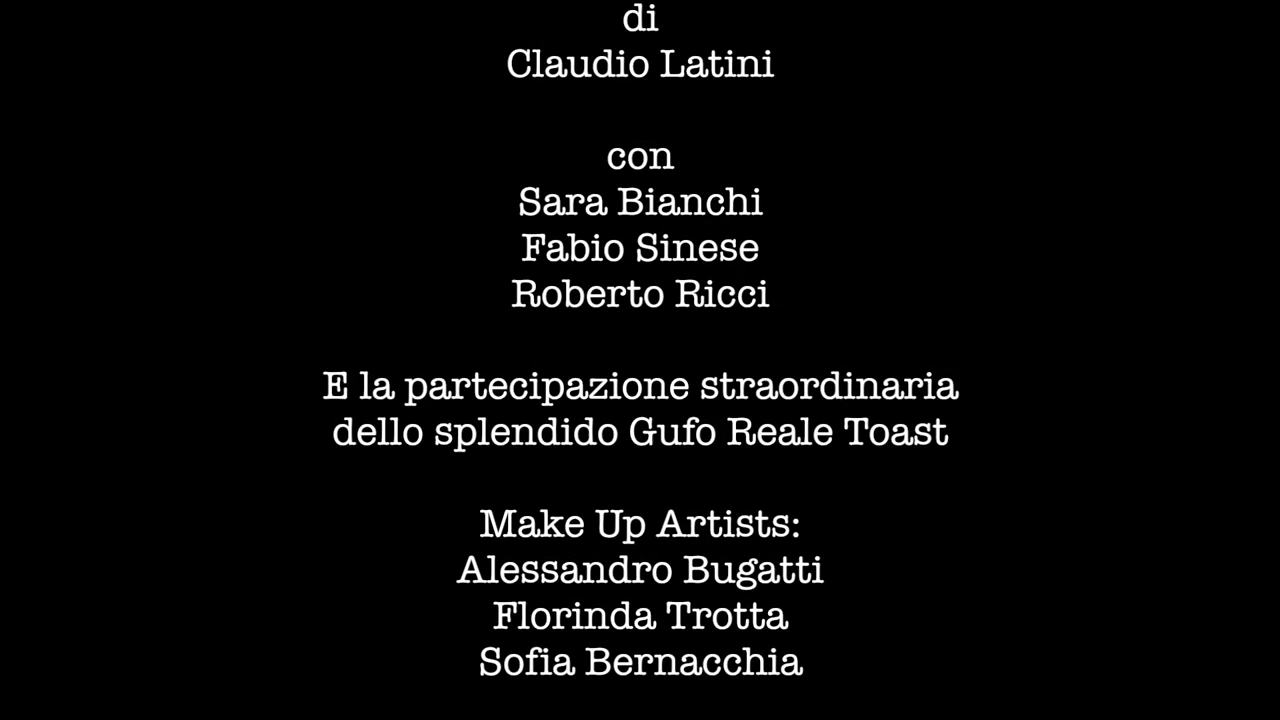 di
Claudio Latini
con
Sara Bianchi
Fabio Sinese
Roberto Ricci
E la partecipazione straordinaria
dello splendido Gufo Reale Toast
Make Up Artists:
Alessandro Bugatti
Florinda Trotta
Sofia Bernacchia